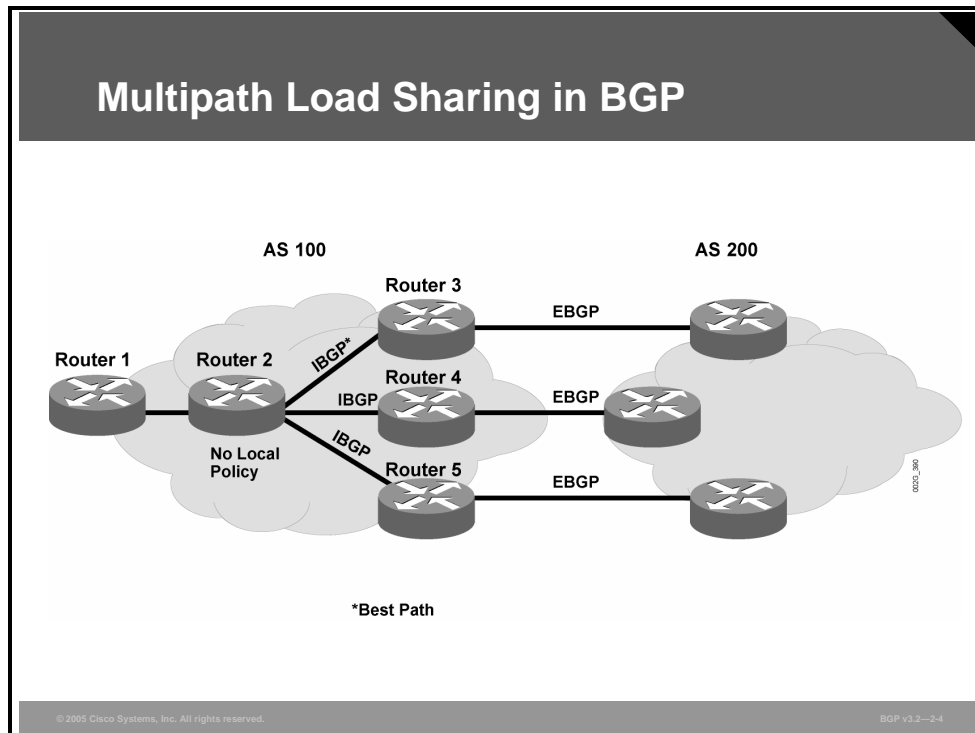 Multipath Load Sharing in BGP
AS 100
AS 200
Router 3
EBGP
Router 1
Router 2
IBGP*
Router 4
IBGP
EBGP
No Local
Policy
IBGP
Router 5
EBGP
002G_390
*Best Path
© 2005 Cisco Systems, Inc. All rights reserved.
BGP v3.2—2-4